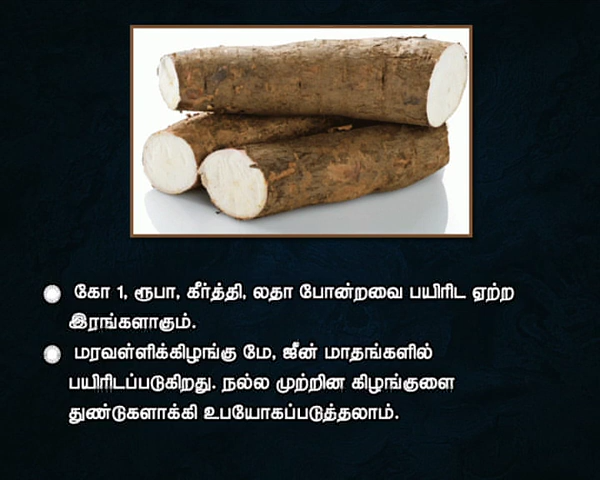 கோ 1, ரூபா, கீர்த்தி, லதா போன்றவை பயிரிட ஏற்ற
இரங்களாகும்.
மரவள்ளிக்கிழங்கு மே, ஜீன் மாதங்களில்
பயிரிடப்படுகிறது. நல்ல முற்றின கிழங்குளை
துண்டுகளாக்கி உபயோகப்படுத்தலாம்.